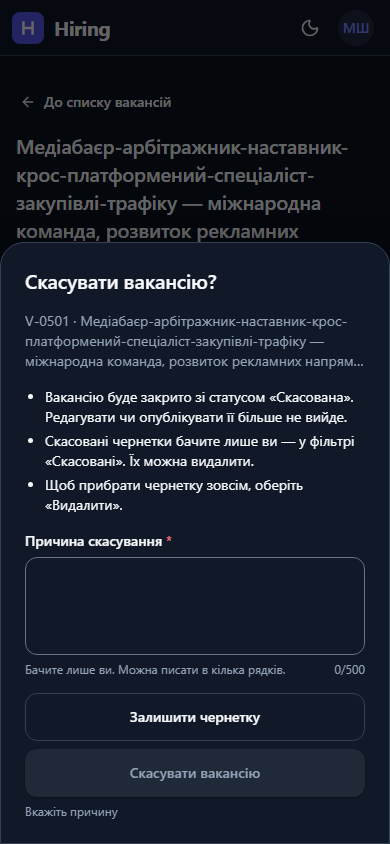 H Hiring МШ
До списку вакансій
Медіабаєр-арбітражник-наставник-
крос-платформений-спеціаліст-
закупівлі-трафіку — міжнародна
команда, розвиток рекламних
Скасувати вакансію?
V-0501 · Медіабаєр-арбітражник-наставник-крос-
платформений-спеціаліст-закупівлі-трафіку —
міжнародна команда, розвиток рекламних напрям...
• Вакансію буде закрито зі статусом «Скасована».
Редагувати чи опублікувати її більше не вийде.
• Скасовані чернетки бачите лише ви — у фільтрі
«Скасовані». Їх можна видалити.
• Щоб прибрати чернетку зовсім, оберіть
«Видалити».
Причина скасування *
Бачите лише ви. Можна писати в кілька рядків. 0/500
Залишити чернетку
Скасувати вакансію
Вкажіть причину